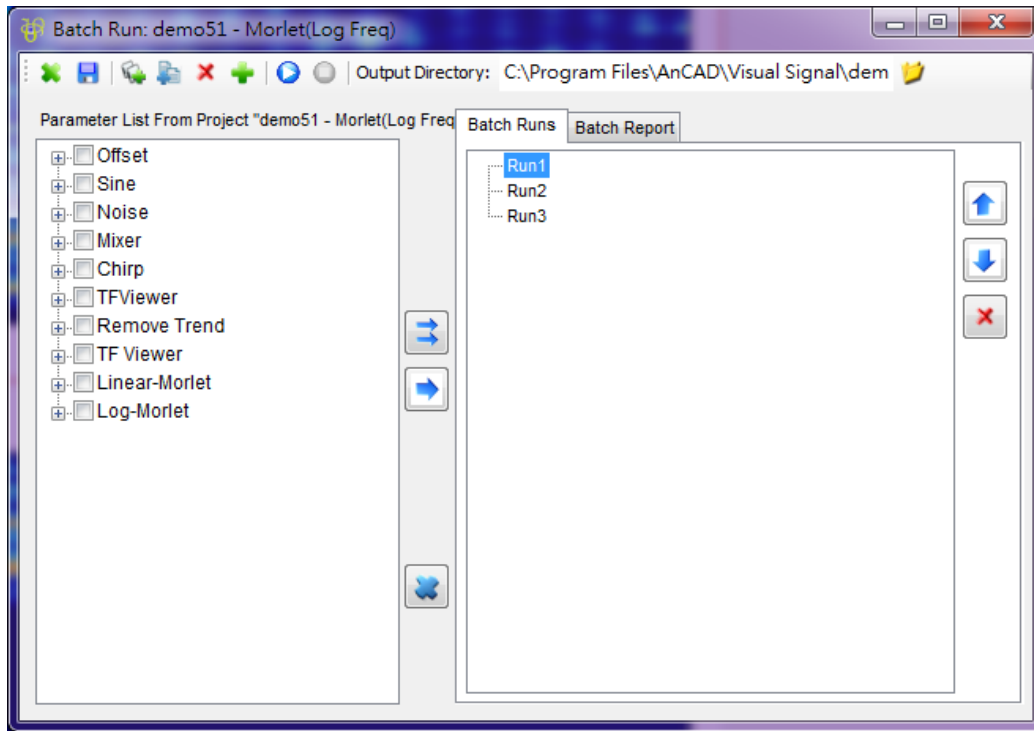 Batch Run: demo51 - Morlet(Log Freq)
Output Directory: C:\Program Files\AnCAD\Visual Signal\dem
Parameter List From Project "demo51 - Morlet(Log Freq
Batch Runs
Batch Report
Offset
Sine
Noise
Mixer
Chirp
TFViewer
Remove Trend
TF Viewer
Linear-Morlet
Log-Morlet
Run1
Run2
Run3